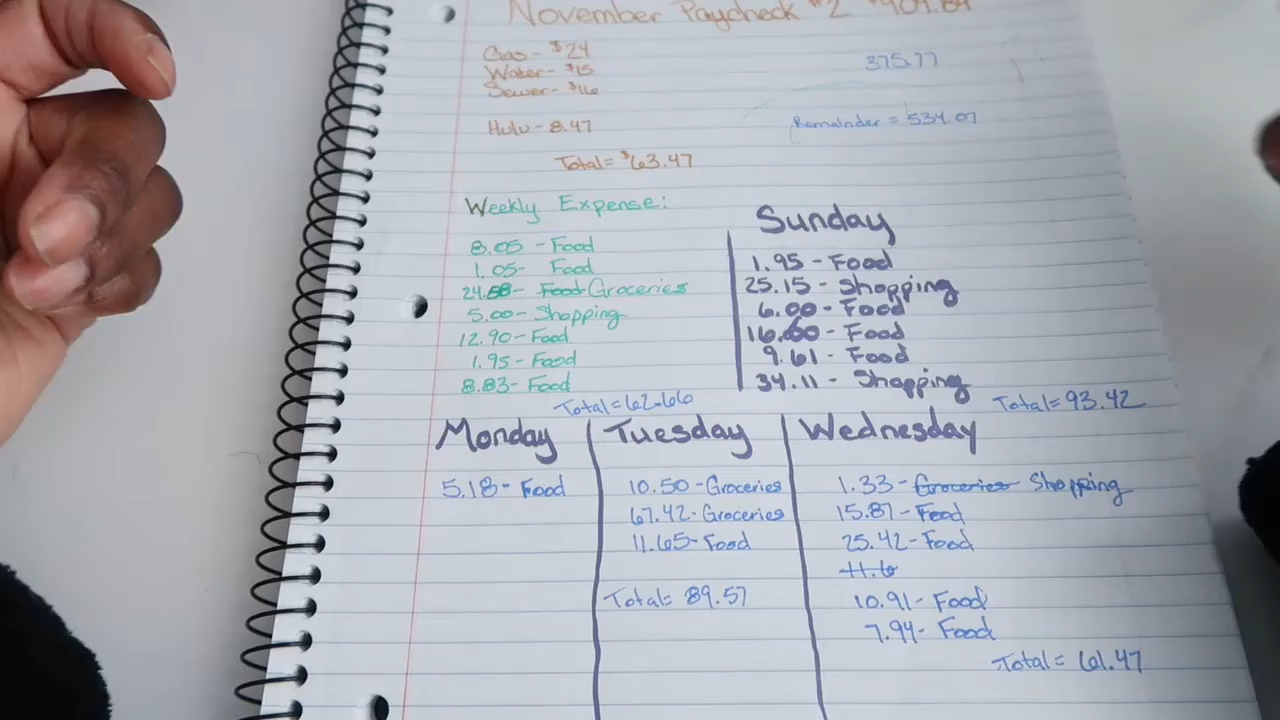 November Paycheck #2 $909.84
Gas - $24
Water - $15
Sewer - $16
Hulu - 8.47
Total = $63.47
375.77
Remainder = 534.07
Weekly Expense:
8.05 - Food
1.05 - Food
24.88 - Food Groceries
5.00 - Shopping
12.90 - Food
1.95 - Food
8.83 - Food
Total = 62.66
Sunday
1.95 - Food
25.15 - Shopping
6.00 - Food
16.60 - Food
9.61 - Food
34.11 - Shopping
Total = 93.42
Monday
5.18 - Food
Tuesday
10.50 - Groceries
67.42 - Groceries
11.65 - Food
Total = 89.57
Wednesday
1.33 - Groceries Shopping
15.87 - Food
25.42 - Food
11.6
10.91 - Food
7.94 - Food
Total = 61.47